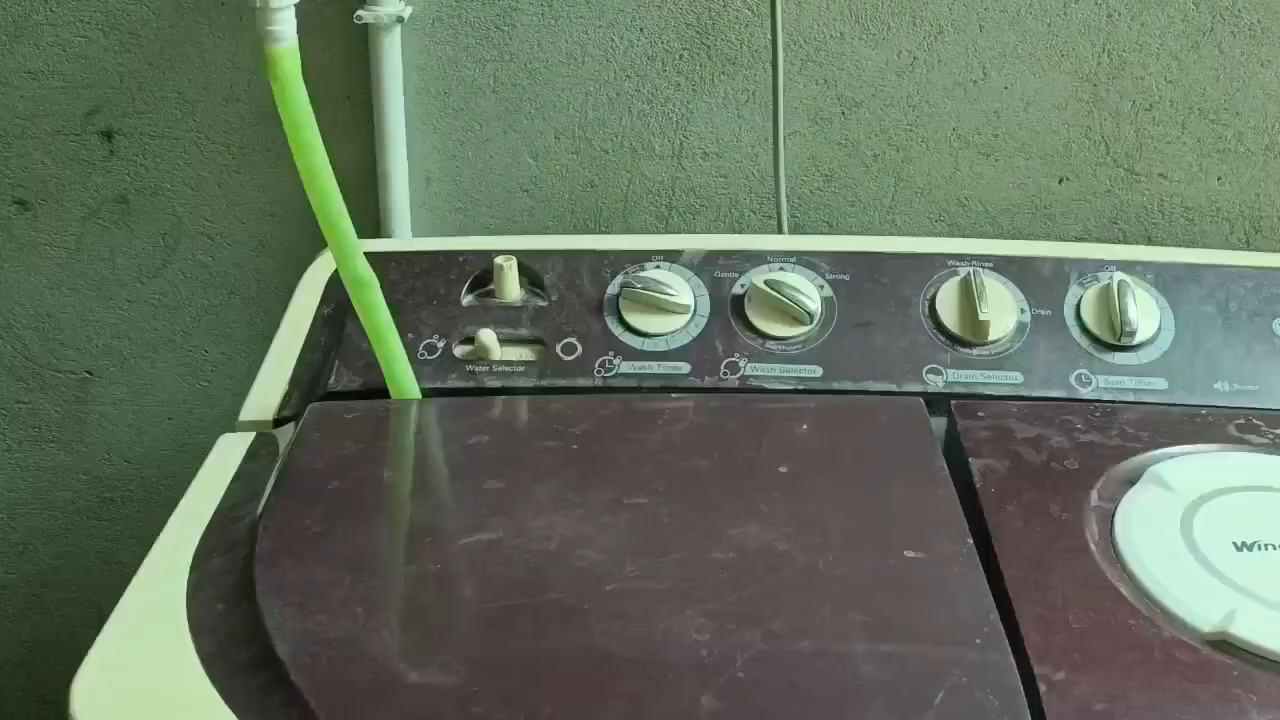 Off
Gentle
Normal
Strong
Wash-Rinse
Drain
Off
Water Selector
Wash Timer
Wash Selector
Drain Selector
Spin Timer
Buzzer